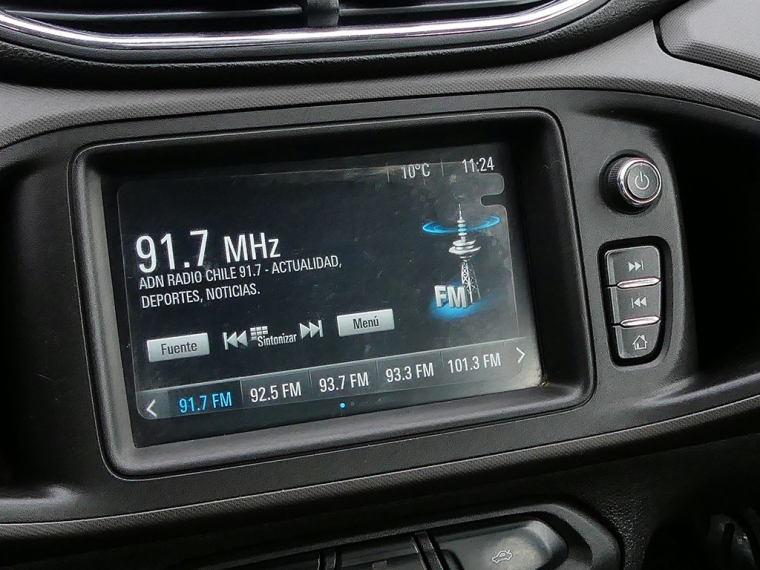 10°C 11:24
91.7 MHz
ADN RADIO CHILE 91.7 - ACTUALIDAD,
DEPORTES, NOTICIAS.
FM
Fuente Sintonizar Menú
91.7 FM 92.5 FM 93.7 FM 93.3 FM 101.3 FM